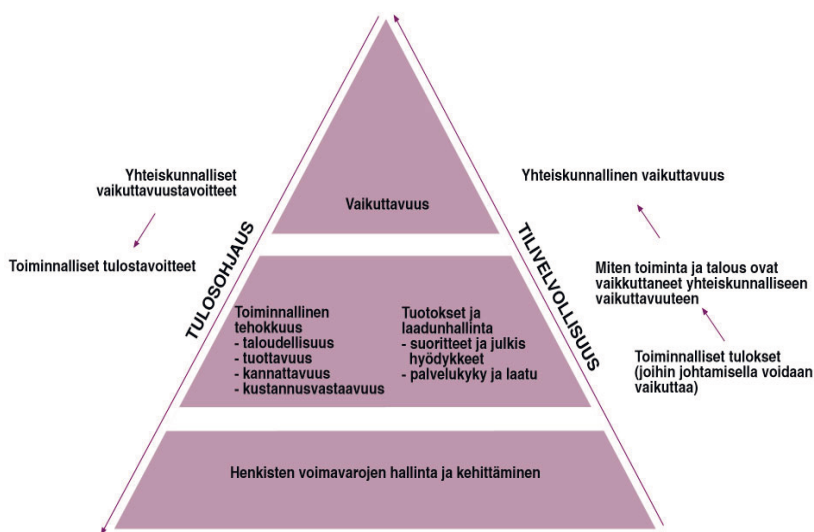 Yhteiskunnalliset
vaikuttavuustavoitteet
Toiminnalliset tulostavoitteet
TULOSOHJAUS
Vaikuttavuus
Toiminnallinen
tehokkuus
- taloudellisuus
- tuottavuus
- kannattavuus
- kustannusvastaavuus
Tuotokset ja
laadunhallinta
- suoritteet ja julkis
hyödykkeet
- palvelukyky ja laatu
Henkisten voimavarojen hallinta ja kehittäminen
TILIVELVOLLISUUS
Yhteiskunnallinen vaikuttavuus
Miten toiminta ja talous ovat
vaikkuttaneet yhteiskunnalliseen
vaikuttavuuteen
Toiminnalliset tulokset
(joihin johtamisella voidaan
vaikuttaa)